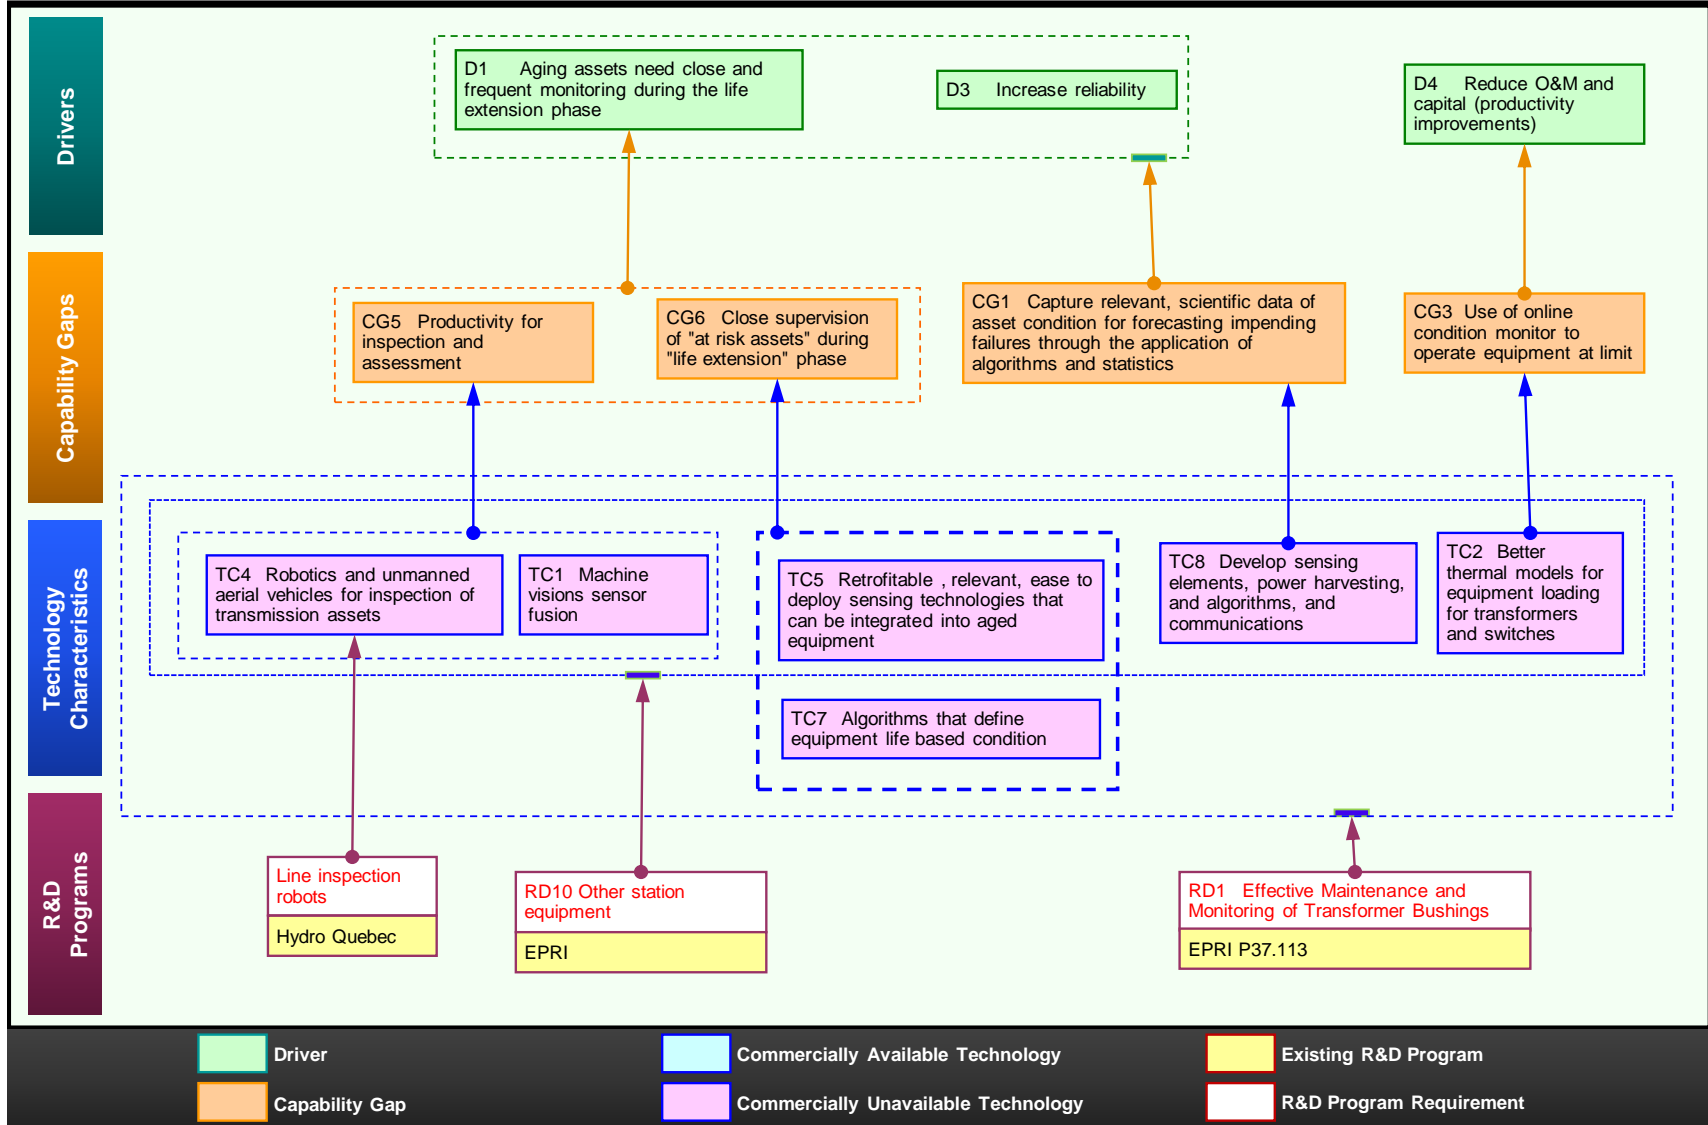 Drivers
D1 Aging assets need close and
frequent monitoring during the life
extension phase
D3 Increase reliability
D4 Reduce O&M and
capital (productivity
improvements)
Capability Gaps
CG5 Productivity for
inspection and
assessment
CG6 Close supervision
of "at risk assets" during
"life extension" phase
CG1 Capture relevant, scientific data of
asset condition for forecasting impending
failures through the application of
algorithms and statistics
CG3 Use of online
condition monitor to
operate equipment at limit
Technology
Characteristics
TC4 Robotics and unmanned
aerial vehicles for inspection of
transmission assets
TC1 Machine
visions sensor
fusion
TC5 Retrofitable , relevant, ease to
deploy sensing technologies that
can be integrated into aged
equipment
TC8 Develop sensing
elements, power harvesting,
and algorithms, and
communications
TC2 Better
thermal models for
equipment loading
for transformers
and switches
TC7 Algorithms that define
equipment life based condition
R&D
Programs
Line inspection
robots
Hydro Quebec
RD10 Other station
equipment
EPRI
RD1 Effective Maintenance and
Monitoring of Transformer Bushings
EPRI P37.113
Driver
Commercially Available Technology
Existing R&D Program
Capability Gap
Commercially Unavailable Technology
R&D Program Requirement